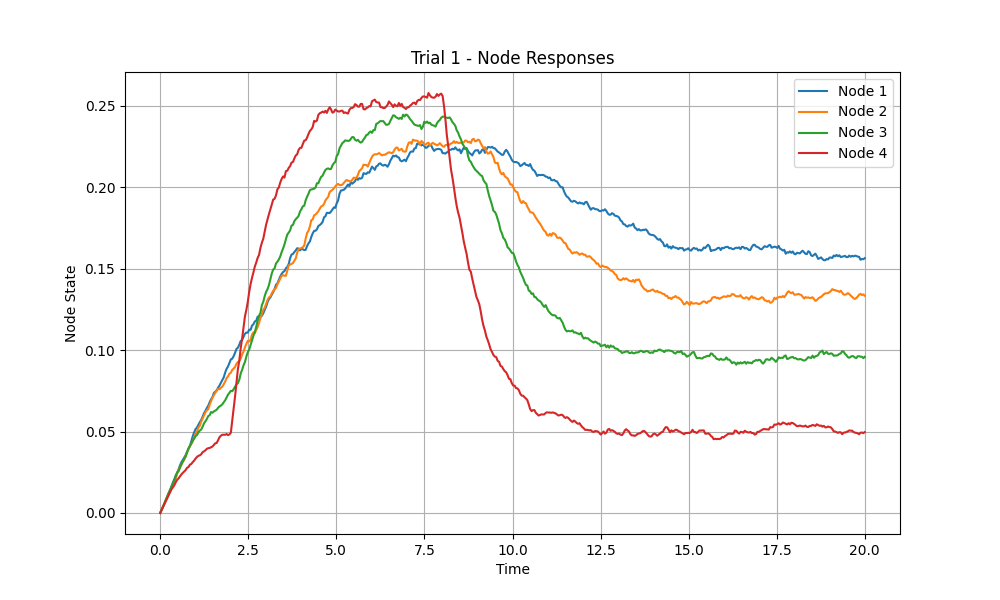 Trial 1 - Node Responses
Node 1
Node 2
Node 3
Node 4
Node State
0.25
0.20
0.15
0.10
0.05
0.00
0.0 2.5 5.0 7.5 10.0 12.5 15.0 17.5 20.0
Time